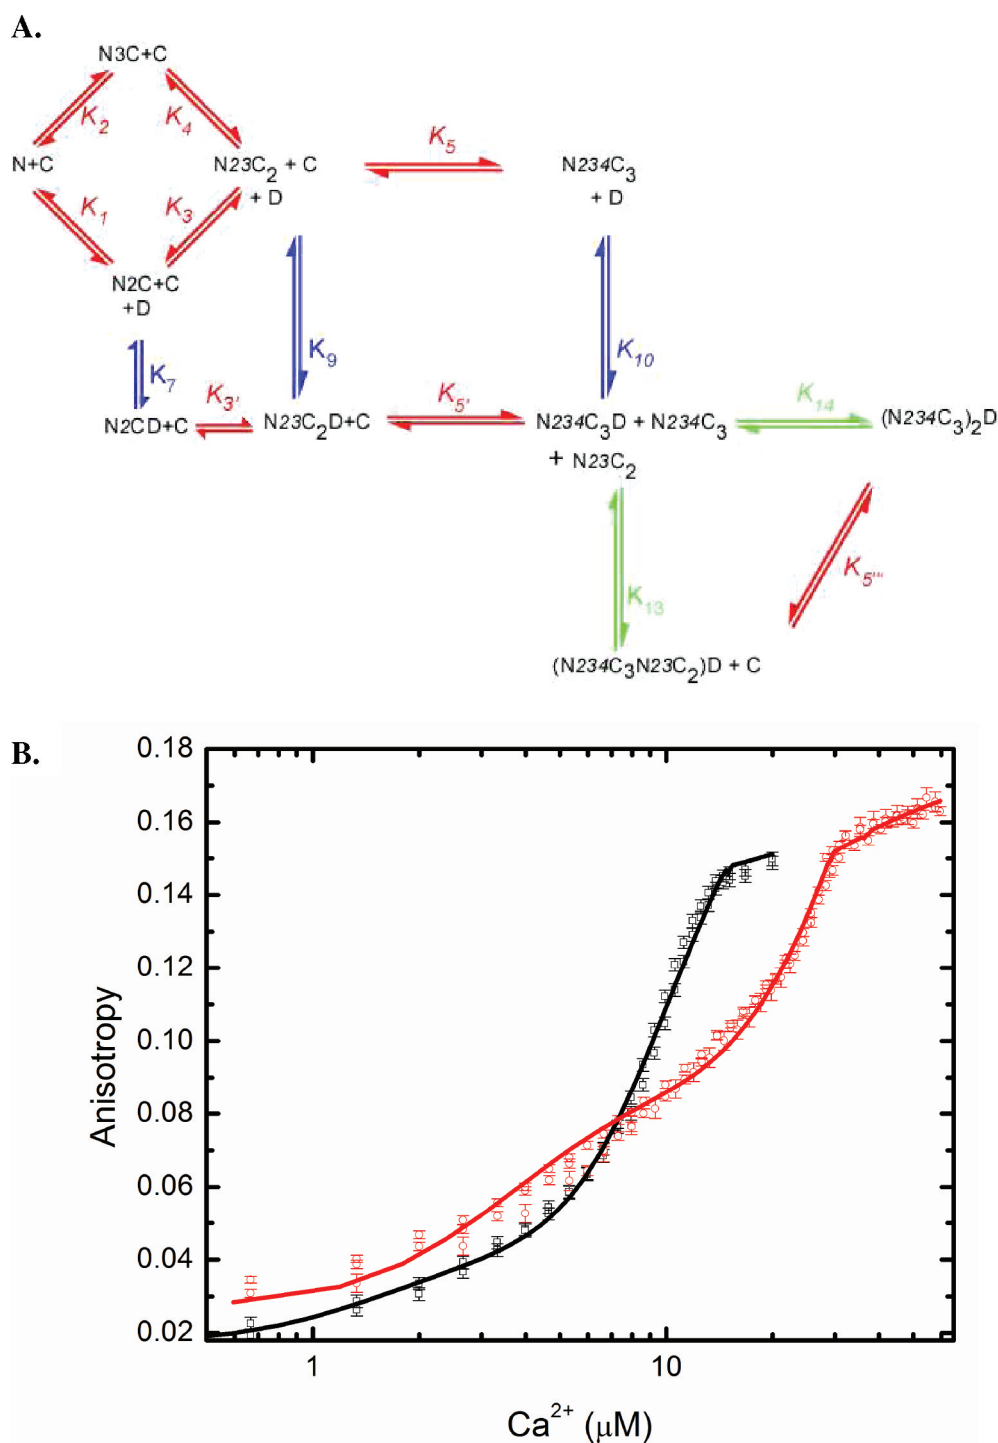 A.
N3C+C
K2 K4
N+C N23C2 + C K5 N234C3
+ D + D
K1 K3
N2C+C
+D
K7 K9 K10
K3' K5' K14
N2CD+C N23C2D+C N234C3D + N234C3 (N234C3)2D
+ N23C2
K5'''
K13
(N234C3N23C2)D + C
B.
0.18
0.16
0.14
0.12
0.10
0.08
0.06
0.04
0.02
Anisotropy
1 10
Ca2+ (μM)